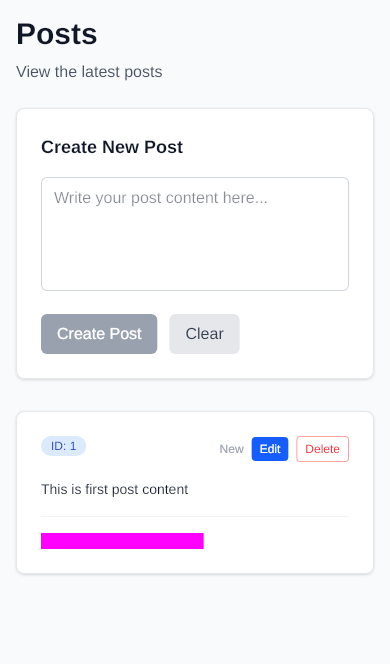 Posts
View the latest posts
Create New Post
Write your post content here...
Create Post Clear
ID: 1 New Edit Delete
This is first post content